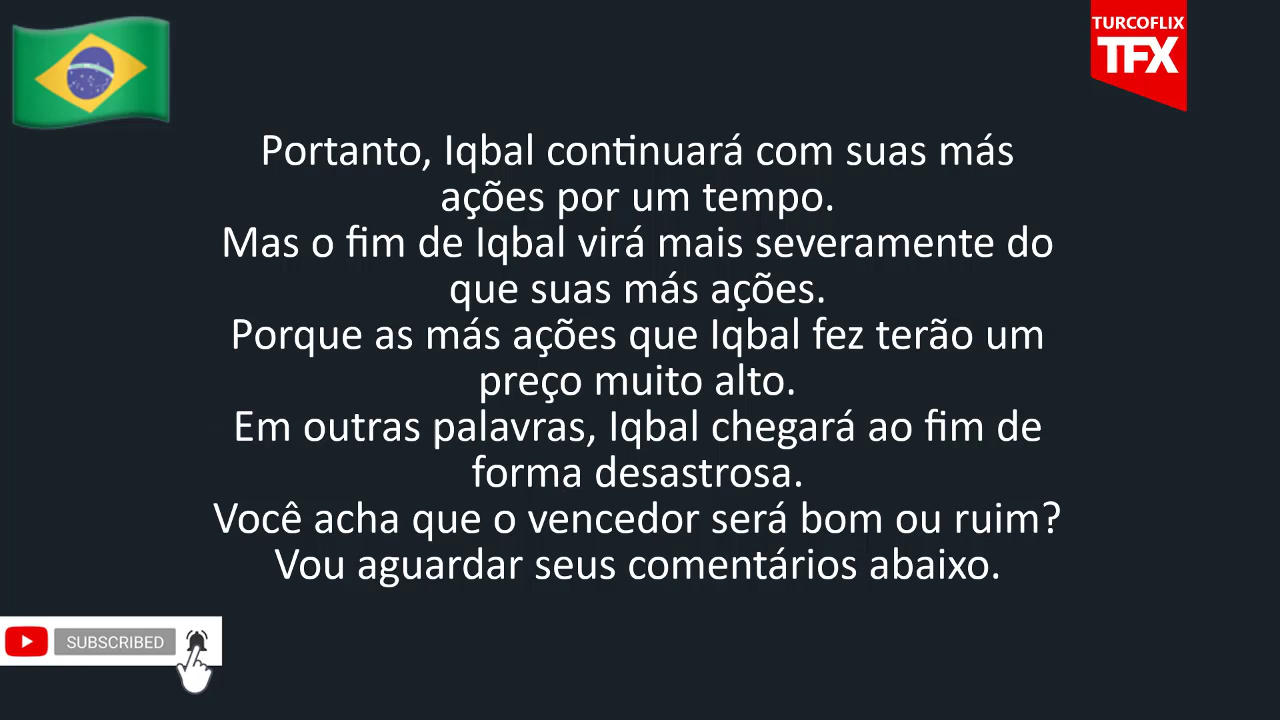 TURCOFLIX
TFX
Portanto, Iqbal continuará com suas más
ações por um tempo.
Mas o fim de Iqbal virá mais severamente do
que suas más ações.
Porque as más ações que Iqbal fez terão um
preço muito alto.
Em outras palavras, Iqbal chegará ao fim de
forma desastrosa.
Você acha que o vencedor será bom ou ruim?
Vou aguardar seus comentários abaixo.
SUBSCRIBED